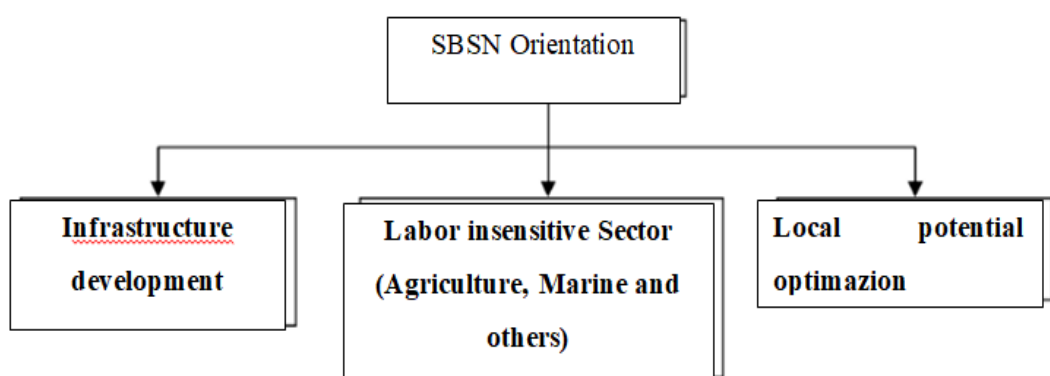 SBSN Orientation
Infrastructure
development
Labor insensitive Sector
(Agriculture, Marine and
others)
Local potential
optimazion